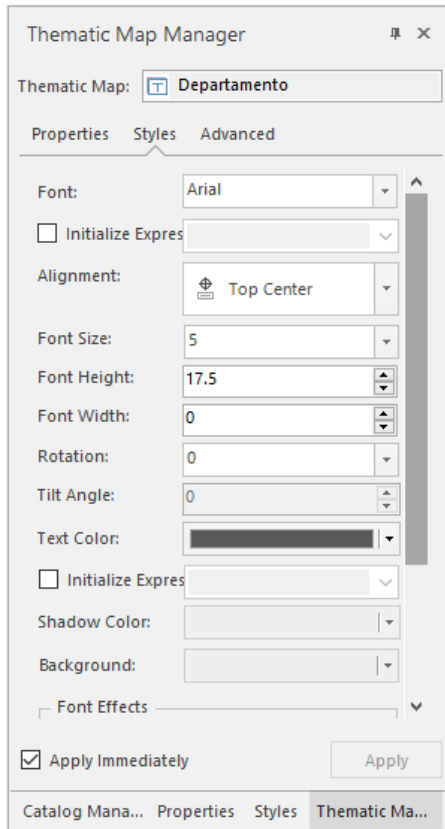 Thematic Map Manager
Thematic Map: Departamento
Properties Styles Advanced
Font: Arial
Initialize Expres
Alignment: Top Center
Font Size: 5
Font Height: 17.5
Font Width: 0
Rotation: 0
Tilt Angle: 0
Text Color:
Initialize Expres
Shadow Color:
Background:
Font Effects
Apply Immediately Apply
Catalog Mana... Properties Styles Thematic Ma...